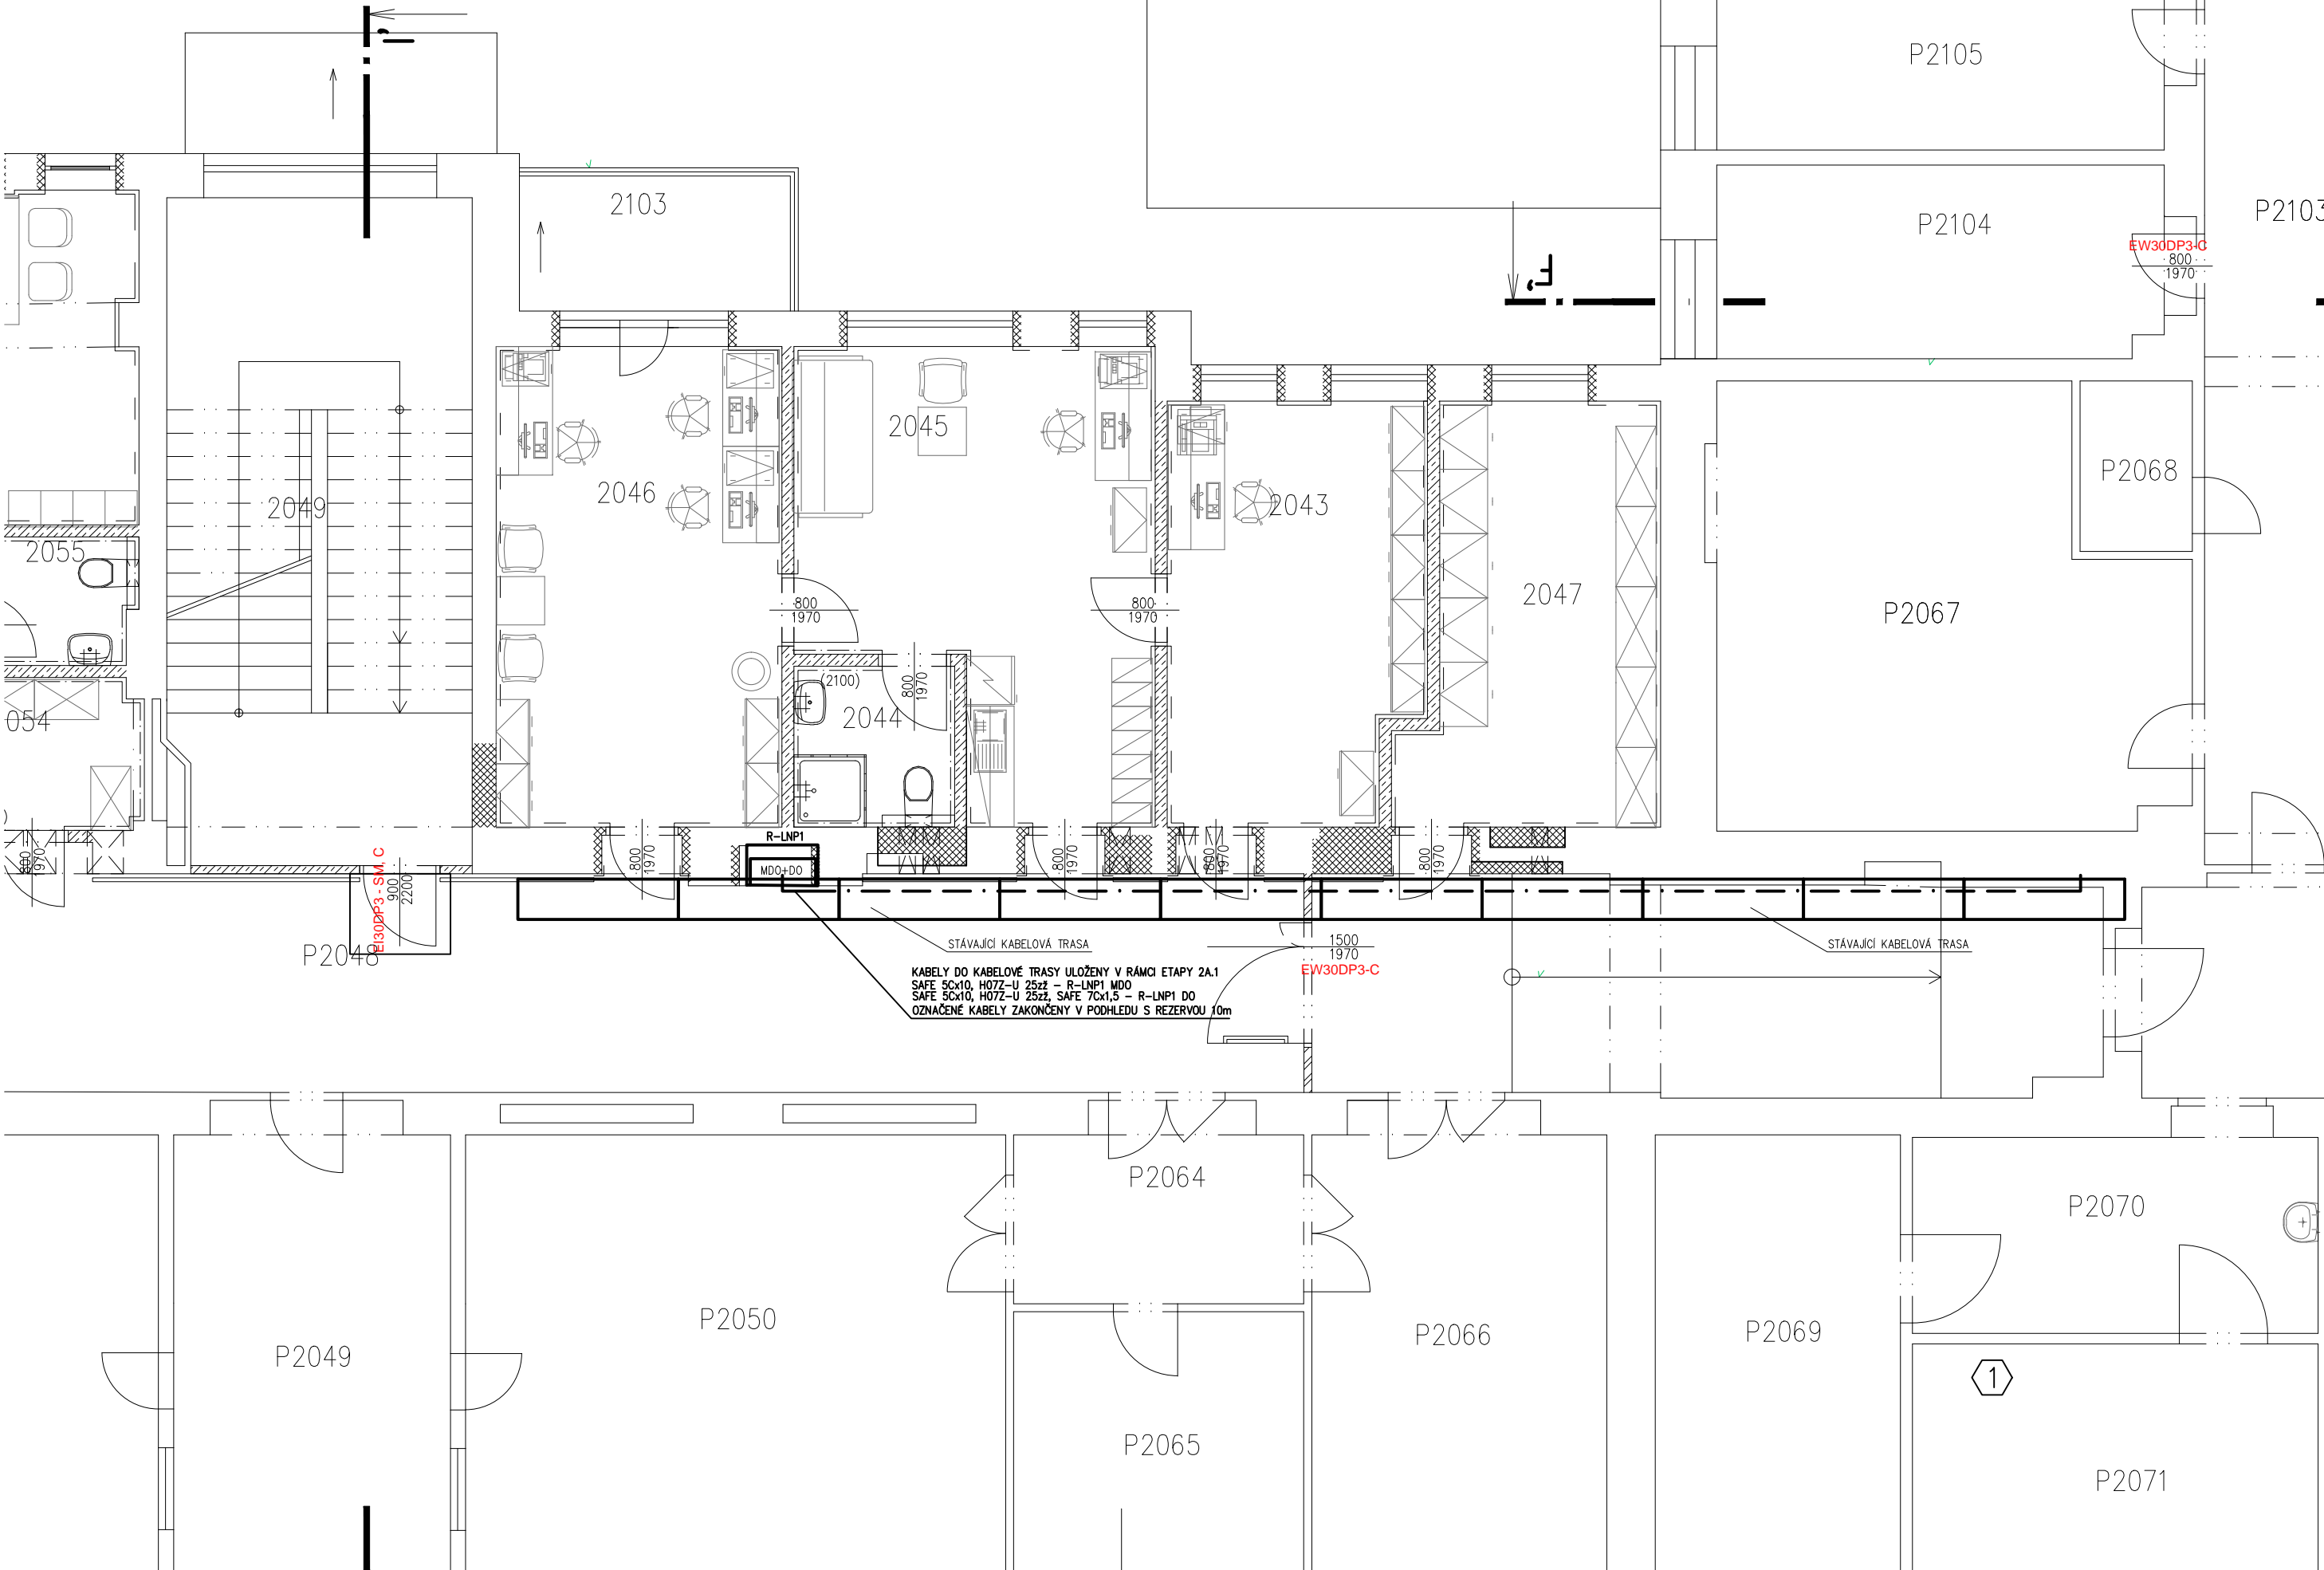 P2105
2103
P2104
P2103
EW30DP3-C
800
1970
F'
2045
P2068
2046
2043
2049
2055
2047
P2067
800
1970
800
1970
(2100)
800
1970
2044
054
R-LNP1
MDO+DO
800
1970
EI30DP3 - SM, C
900
2200
800
1970
800
1970
800
1970
800
1970
P2048
STÁVAJÍCÍ KABELOVÁ TRASA
1500
1970
EW30DP3-C
STÁVAJÍCÍ KABELOVÁ TRASA
KABELY DO KABELOVÉ TRASY ULOŽENY V RÁMCI ETAPY 2A.1
SAFE 5Cx10, H07Z-U 25zž - R-LNP1 MDO
SAFE 5Cx10, H07Z-U 25zž, SAFE 7Cx1,5 - R-LNP1 DO
OZNAČENÉ KABELY ZAKONČENY V PODHLEDU S REZERVOU 10m
P2064
P2070
P2050
P2066
P2069
P2049
1
P2065
P2071